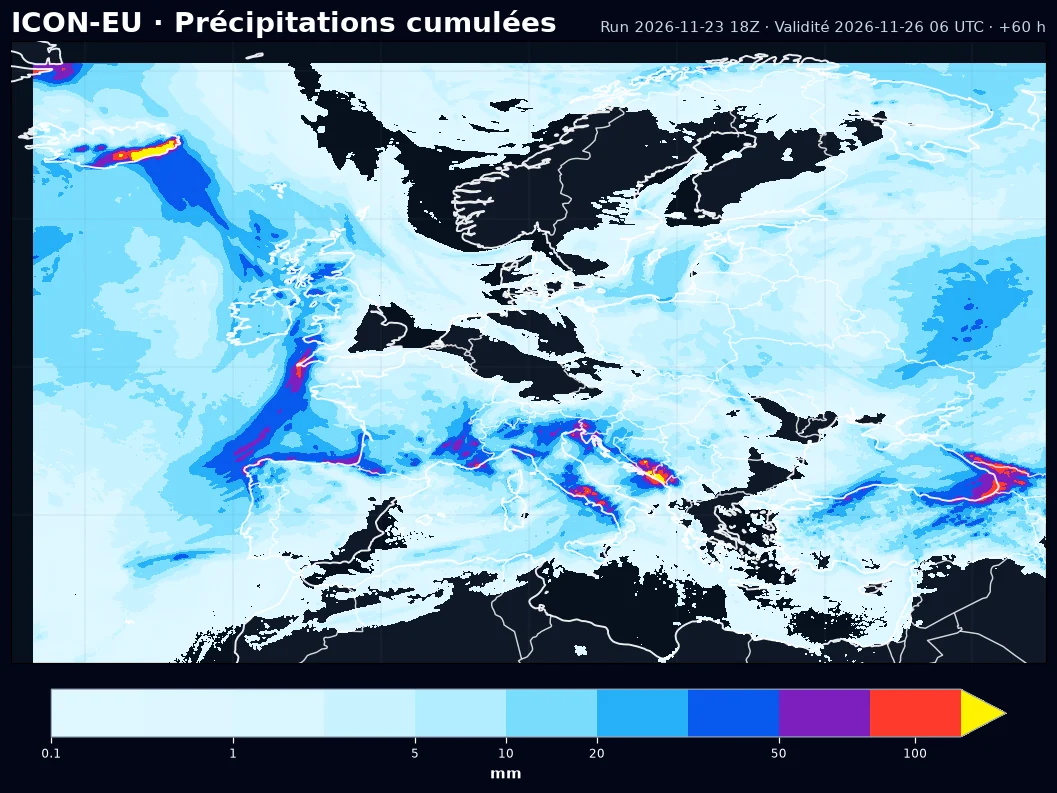 ICON-EU · Précipitations cumulées
Run 2026-11-23 18Z · Validité 2026-11-26 06 UTC · +60 h
0.1 1 5 10 20 50 100
mm